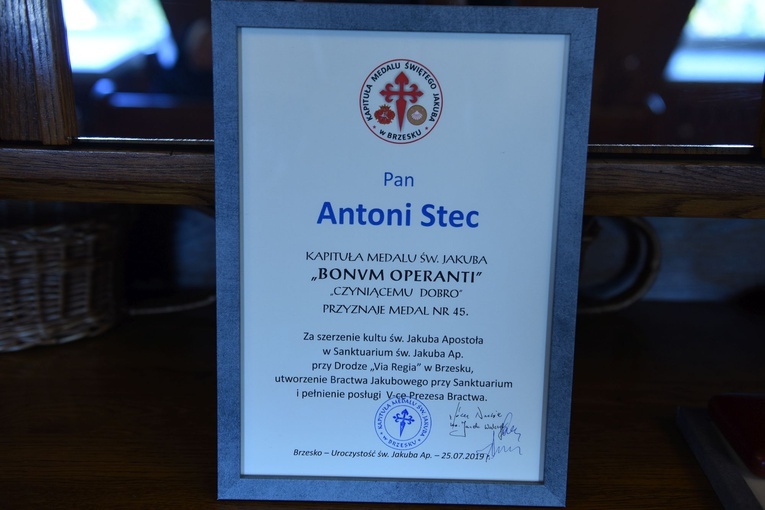 KAPITUŁA MEDALU ŚWIĘTEGO JAKUBA
w BRZESKU
Pan
Antoni Stec
KAPITUŁA MEDALU ŚW. JAKUBA
„BONVM OPERANTI”
„CZYNIĄCEMU DOBRO”
PRZYZNAJE MEDAL NR 45.
Za szerzenie kultu św. Jakuba Apostoła
w Sanktuarium św. Jakuba Ap.
przy Drodze „Via Regia” w Brzesku,
utworzenie Bractwa Jakubowego przy Sanktuarium
i pełnienie posługi V-ce Prezesa Bractwa.
KAPITUŁA MEDALU ŚW. JAKUBA
w BRZESKU
Brzesko – Uroczystość św. Jakuba Ap. – 25.07.2019 r.